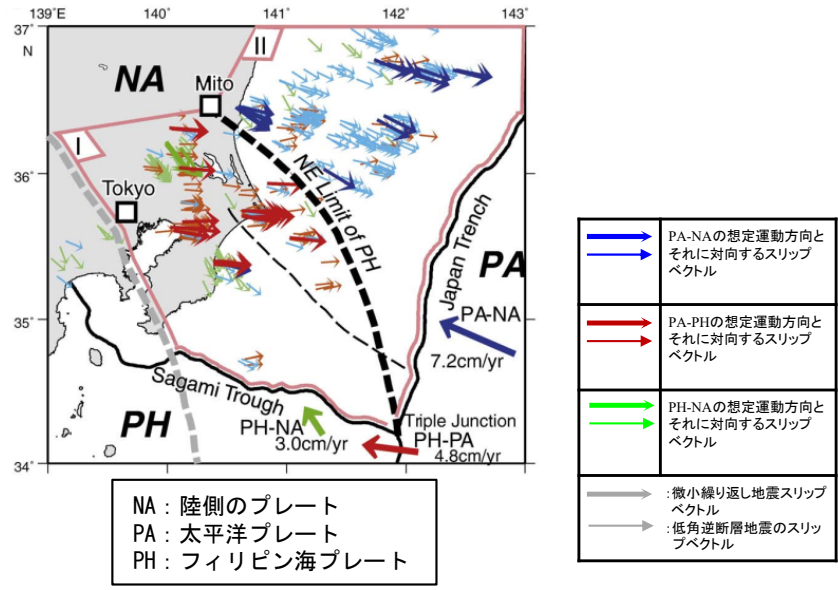 139°E
140°
141°
142°
143°
37°
N
36°
35°
34°
NA
II
Mito
I
Tokyo
NE Limit of PH
Japan Trench
PA
PA-NA
7.2cm/yr
Sagami Trough
PH
PH-NA
3.0cm/yr
Triple Junction
PH-PA
4.8cm/yr
NA：陸側のプレート
PA：太平洋プレート
PH：フィリピン海プレート
PA-NAの想定運動方向と
それに対向するスリップ
ベクトル
PA-PHの想定運動方向と
それに対向するスリップ
ベクトル
PH-NAの想定運動方向と
それに対向するスリップ
ベクトル
:微小繰り返し地震スリップ
ベクトル
:低角逆断層地震のスリッ
プベクトル